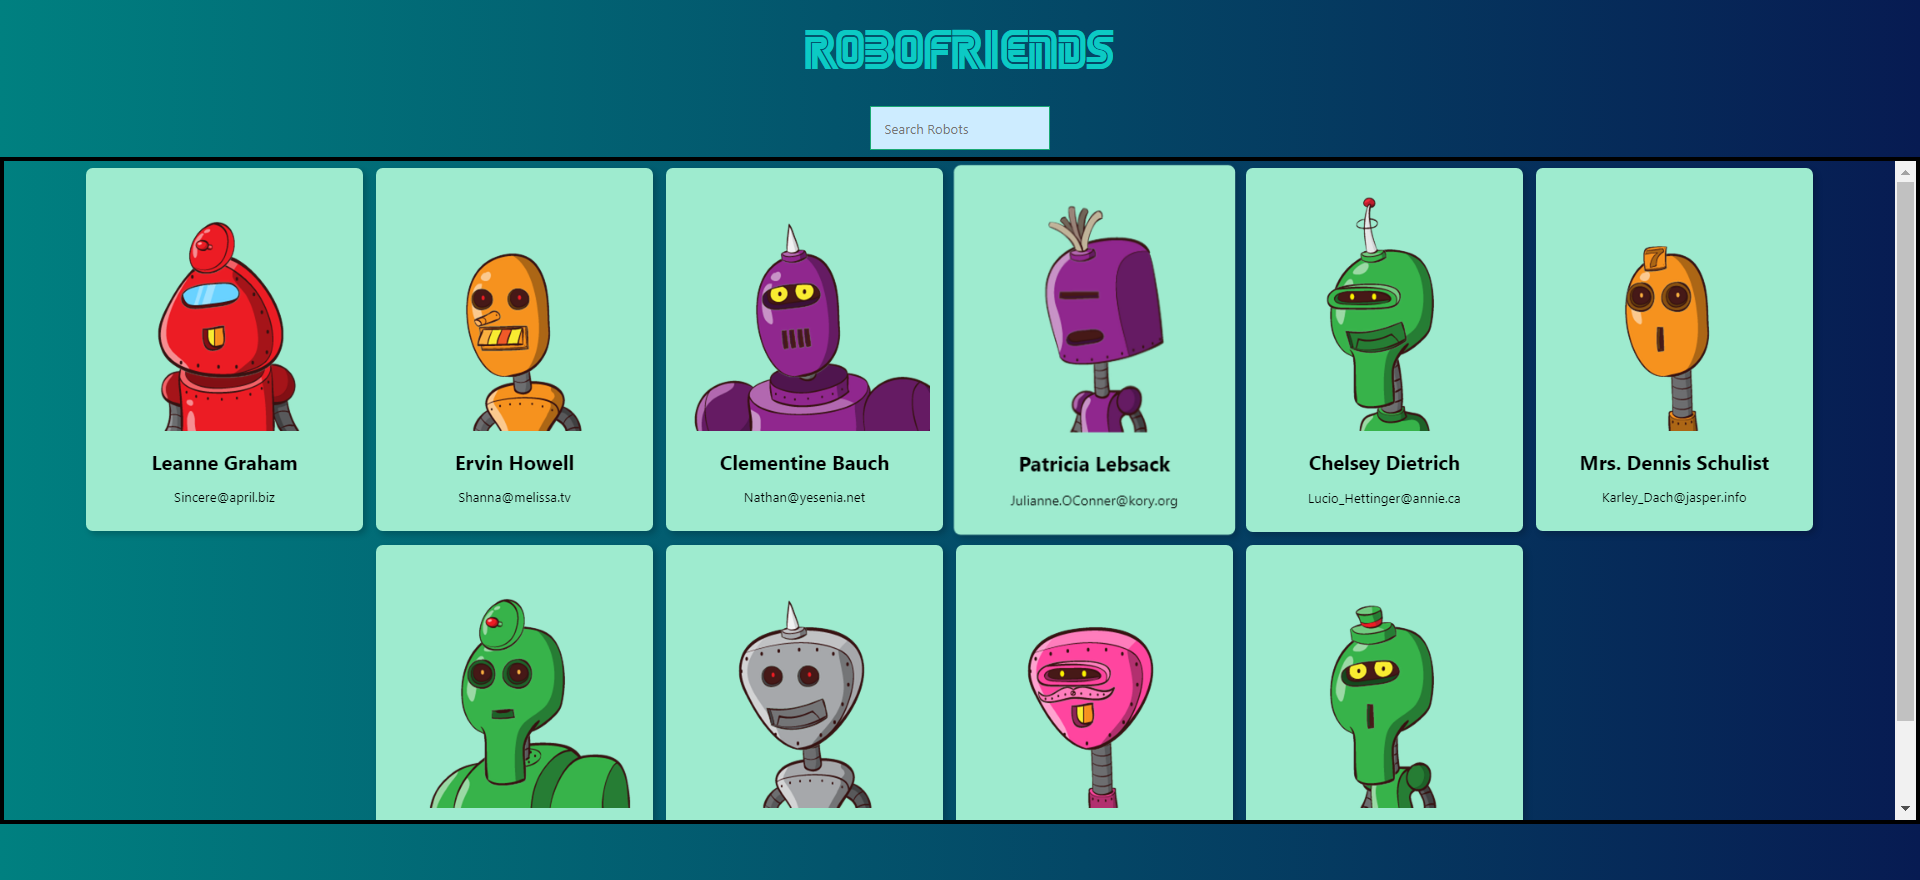 ROBOFRIENDS
Search Robots
7
Leanne Graham
Sincere@april.biz
Ervin Howell
Shanna@melissa.tv
Clementine Bauch
Nathan@yesenia.net
Patricia Lebsack
Julianne.OConner@kory.org
Chelsey Dietrich
Lucio_Hettinger@annie.ca
Mrs. Dennis Schulist
Karley_Dach@jasper.info